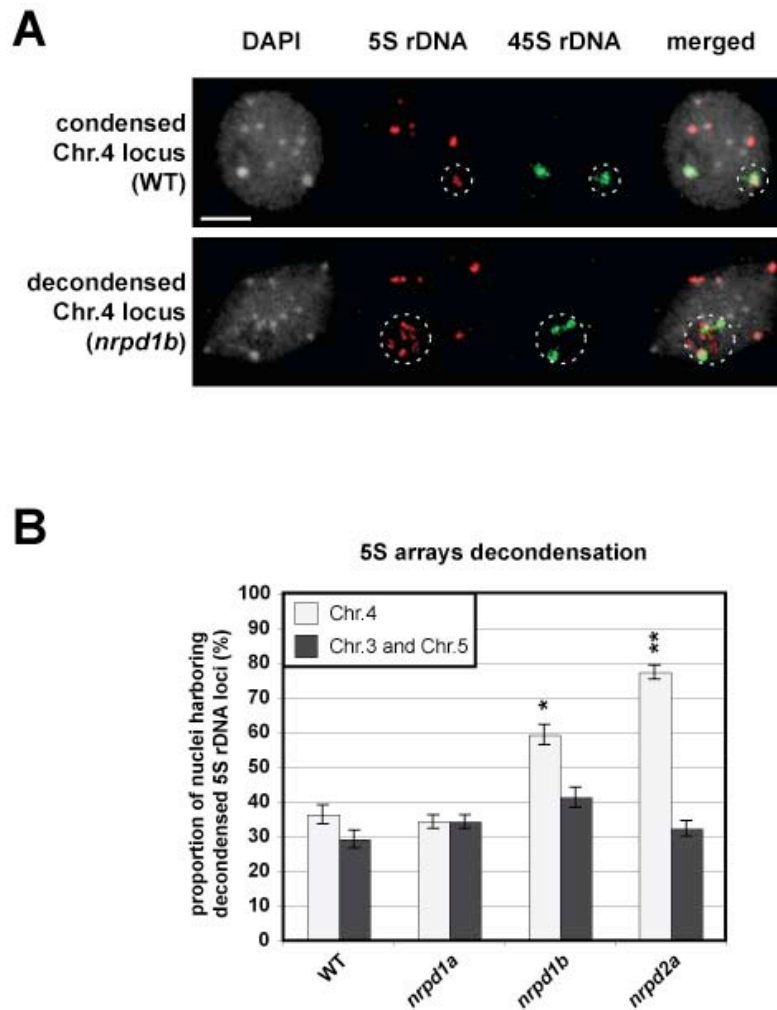 A
DAPI 5S rDNA 45S rDNA merged
condensed
Chr.4 locus
(WT)
decondensed
Chr.4 locus
(nrpd1b)
B
5S arrays decondensation
proportion of nuclei harboring
decondensed 5S rDNA loci (%)
100
90
80
70
60
50
40
30
20
10
0
Chr.4
Chr.3 and Chr.5
*
**
WT nrpd1a nrpd1b nrpd2a